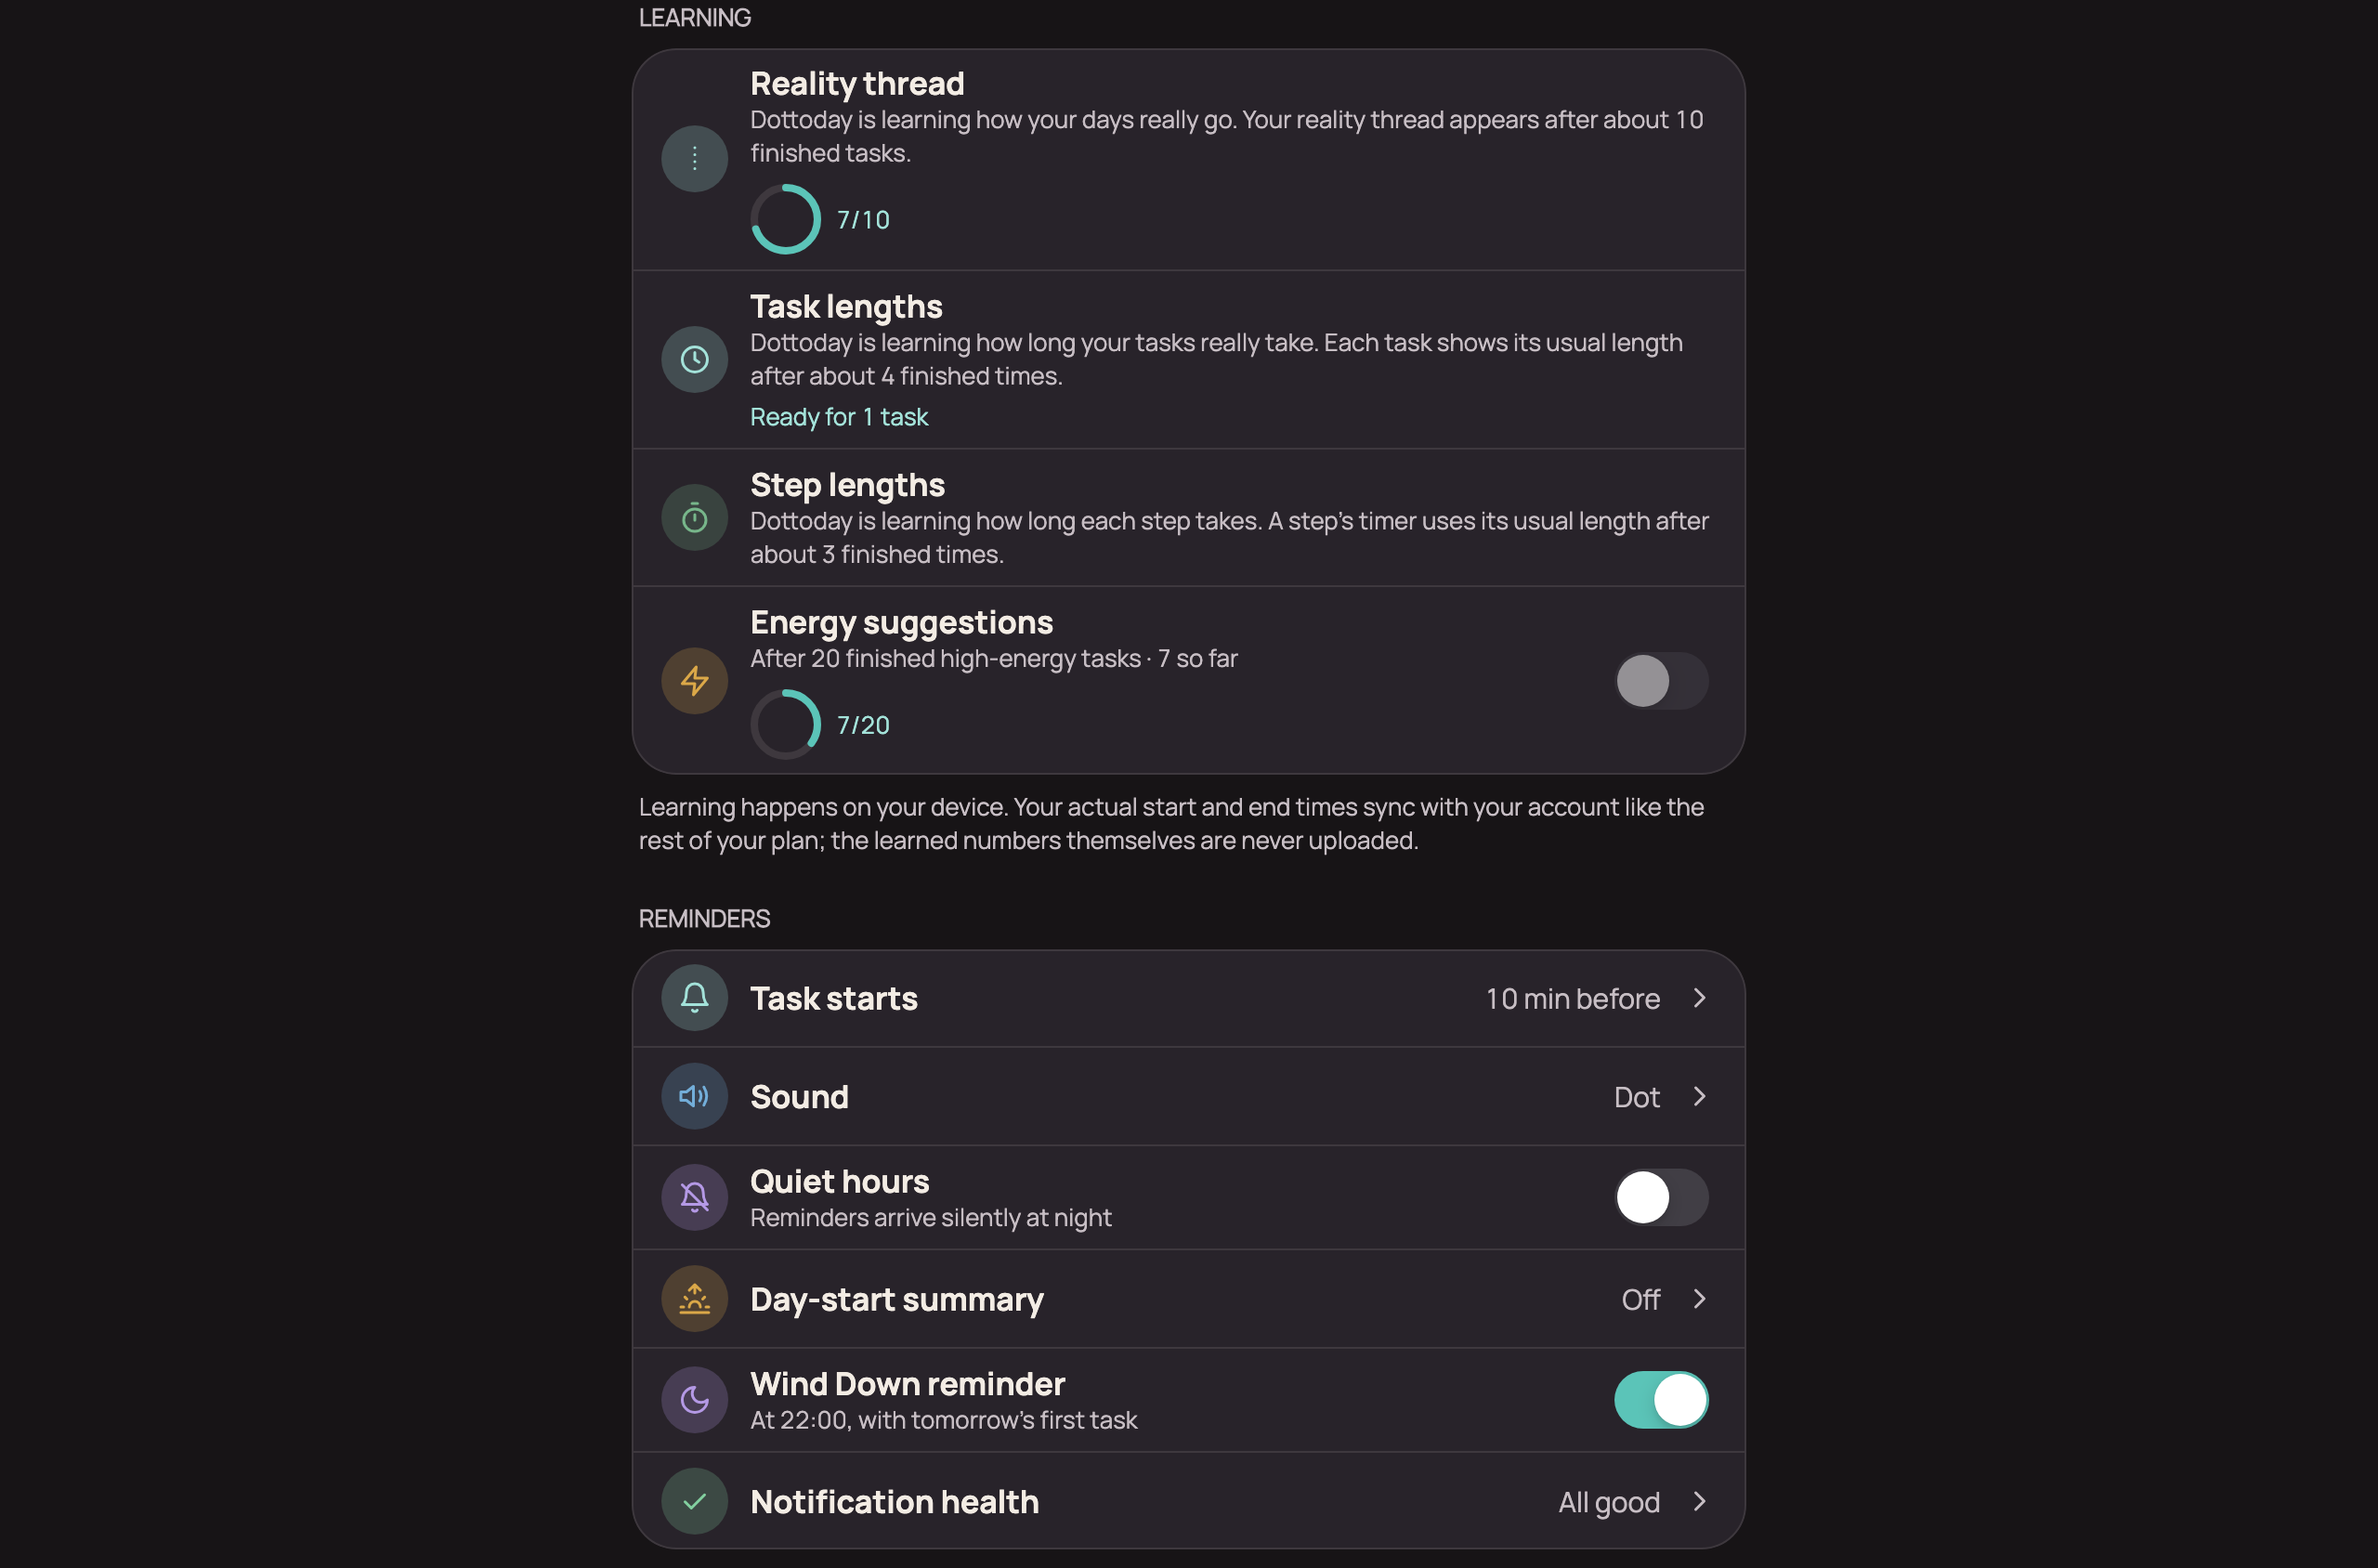 LEARNING
Reality thread
Dottoday is learning how your days really go. Your reality thread appears after about 10
finished tasks.
7/10
Task lengths
Dottoday is learning how long your tasks really take. Each task shows its usual length
after about 4 finished times.
Ready for 1 task
Step lengths
Dottoday is learning how long each step takes. A step’s timer uses its usual length after
about 3 finished times.
Energy suggestions
After 20 finished high-energy tasks · 7 so far
7/20
Learning happens on your device. Your actual start and end times sync with your account like the
rest of your plan; the learned numbers themselves are never uploaded.
REMINDERS
Task starts
10 min before
Sound
Dot
Quiet hours
Reminders arrive silently at night
Day-start summary
Off
Wind Down reminder
At 22:00, with tomorrow’s first task
Notification health
All good